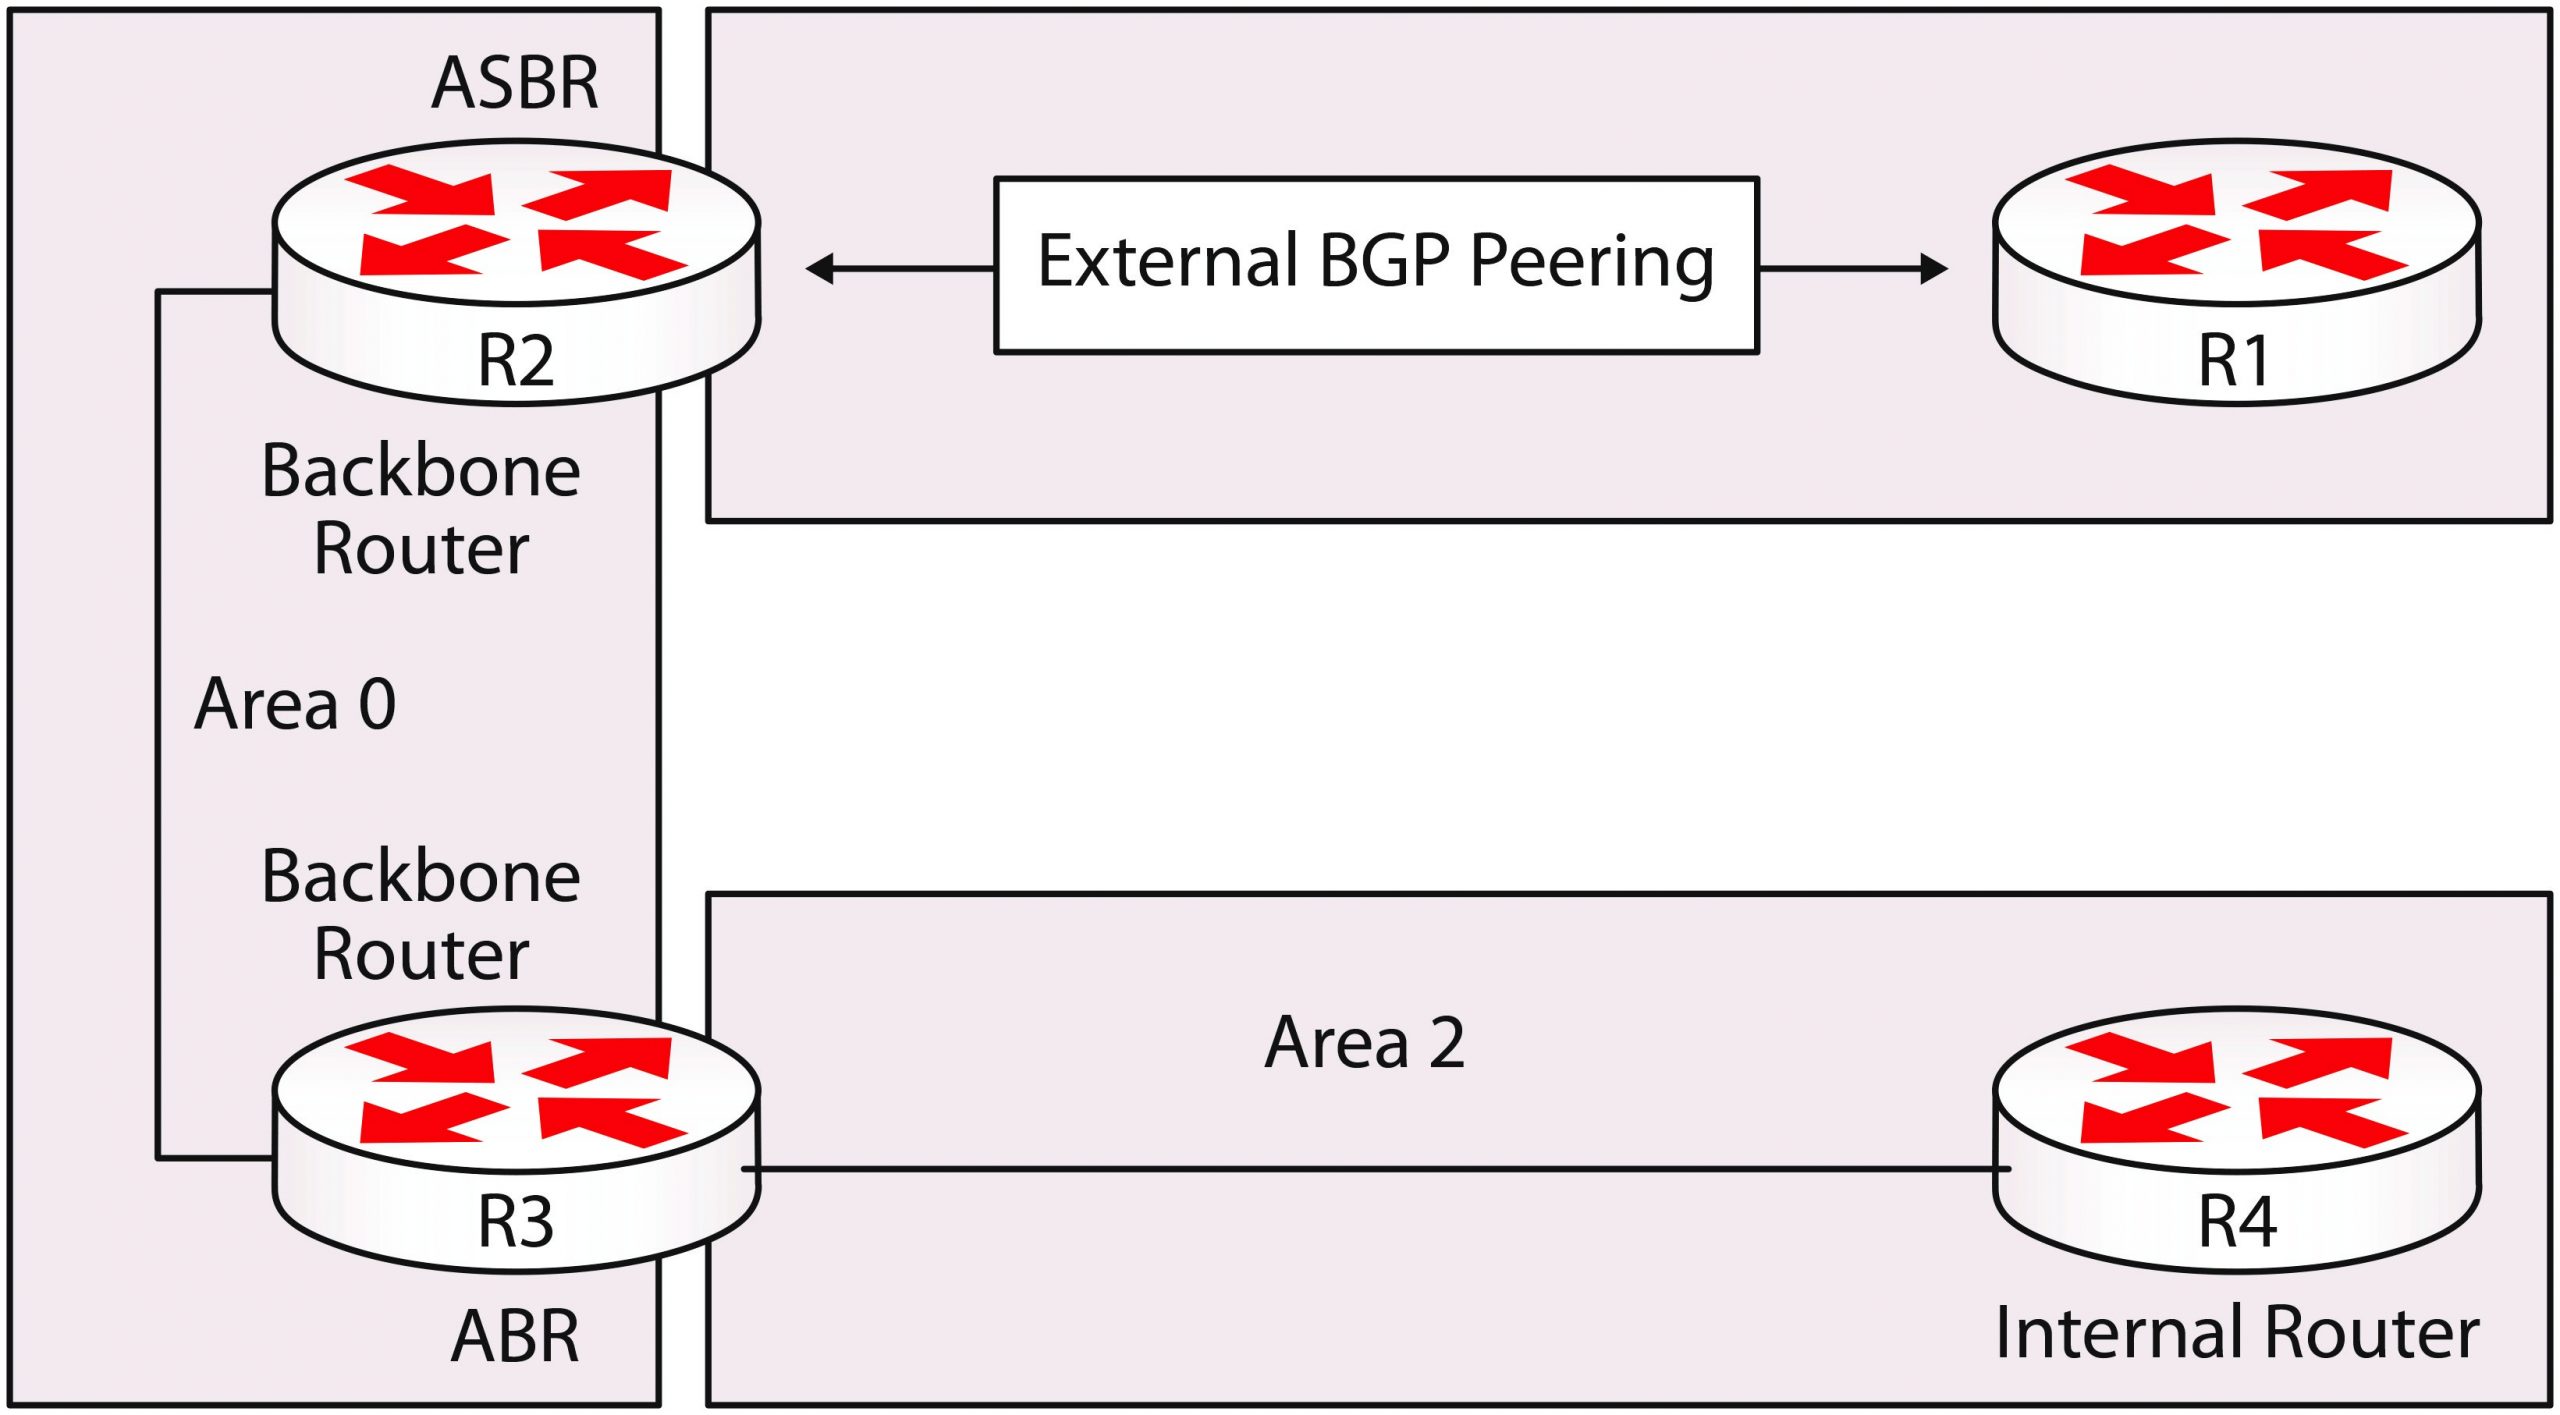 ASBR
R2
External BGP Peering
R1
Backbone
Router
Area 0
Backbone
Router
R3
ABR
Area 2
R4
Internal Router